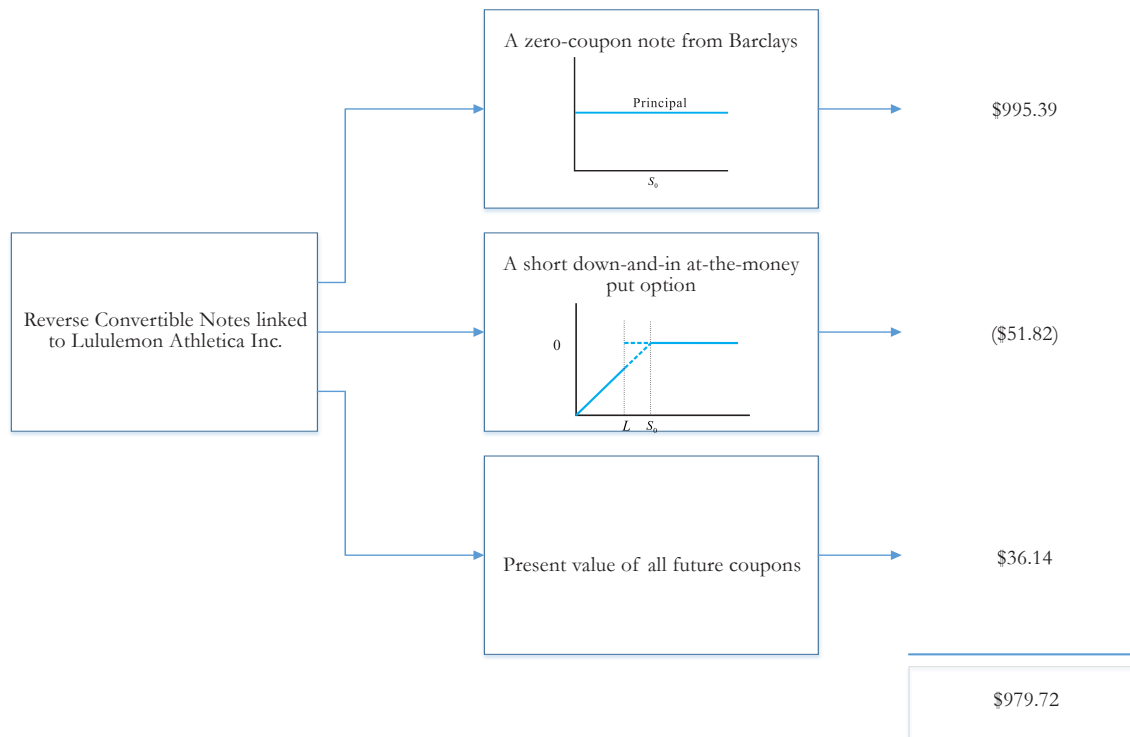 A zero-coupon note from Barclays
Principal
S₀
$995.39
Reverse Convertible Notes linked
to Lululemon Athletica Inc.
A short down-and-in at-the-money
put option
0
L S₀
($51.82)
Present value of all future coupons
$36.14
$979.72